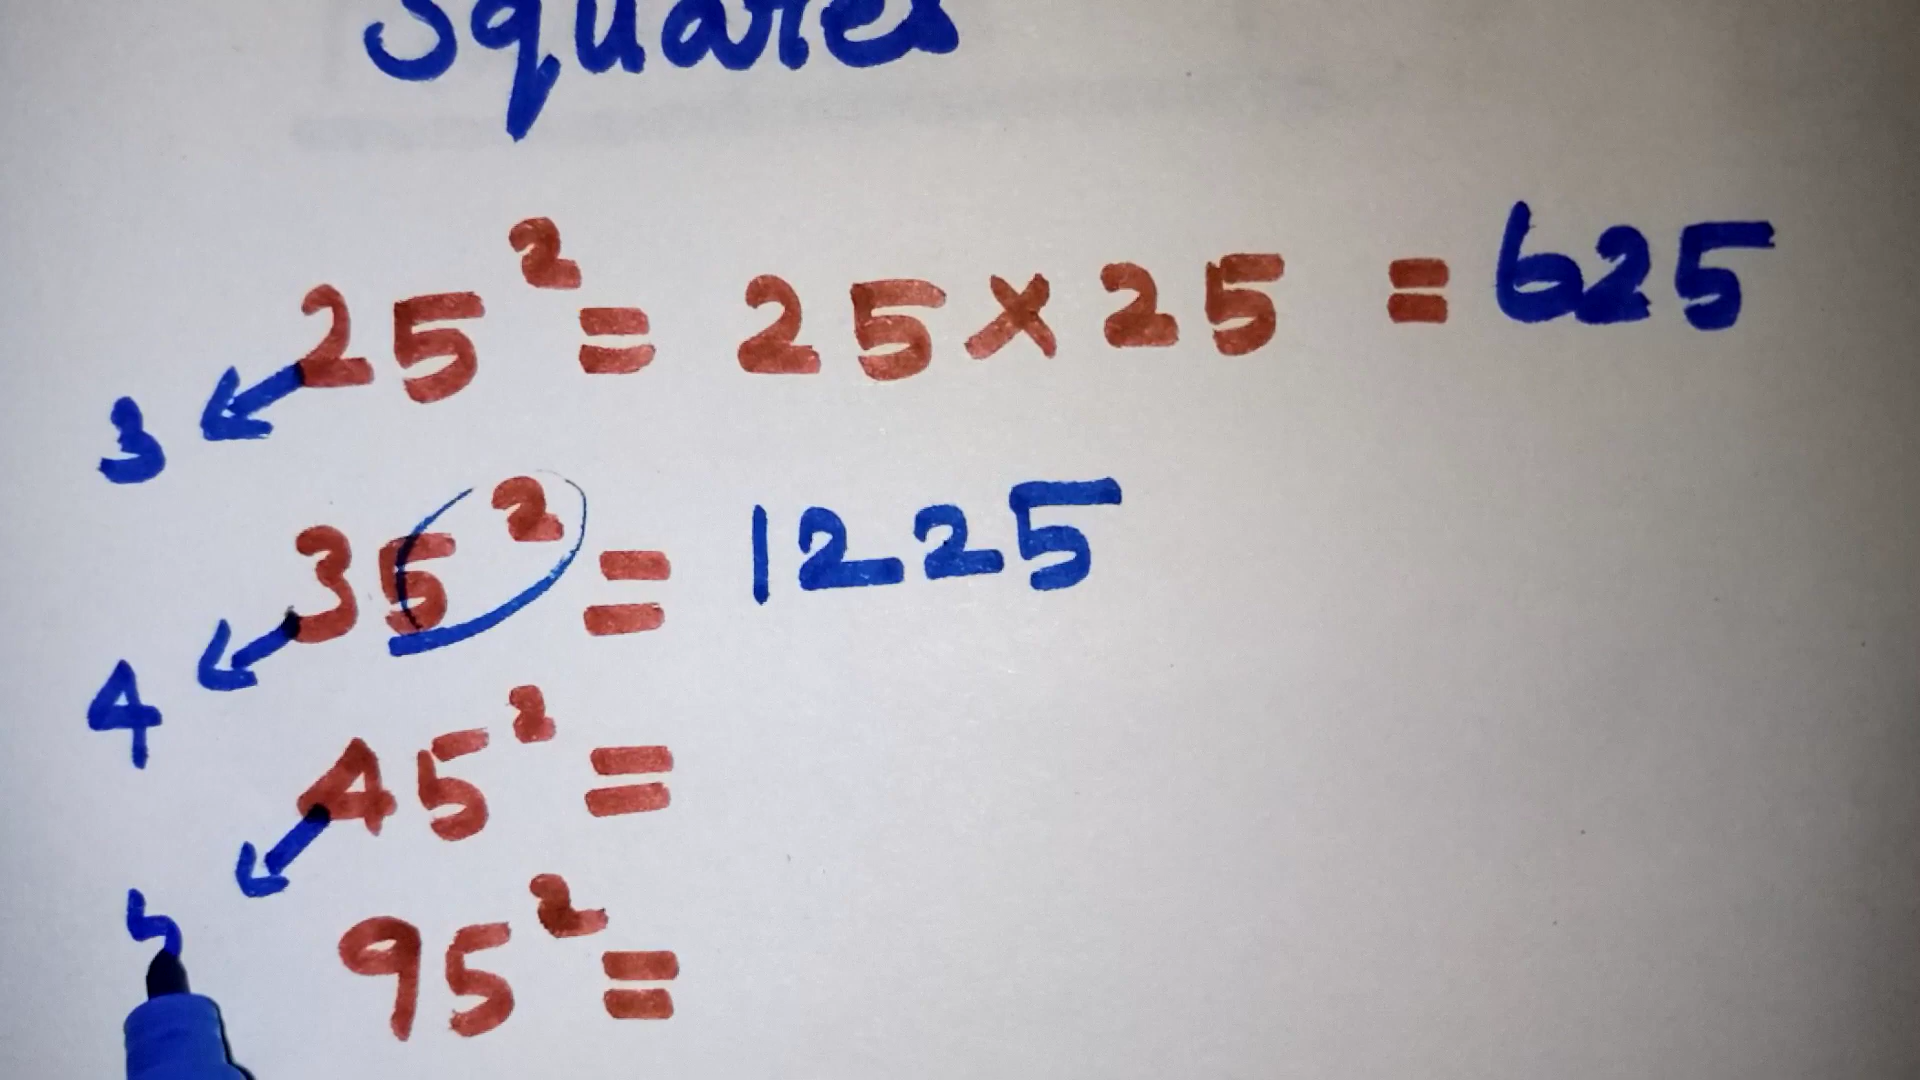 Squares
25² = 25 × 25 = 625
3
35² = 1225
4
45² =
5
95² =